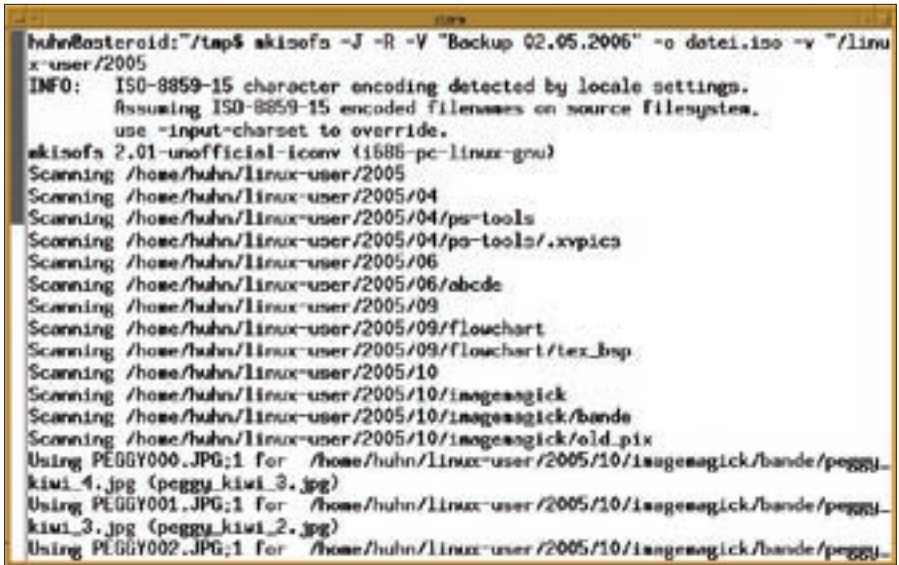 huhn@asteroid:~/tmp$ mkisofs -J -R -V "Backup 02.05.2006" -o datei.iso -v ~/linu
x-user/2005
INFO:   ISO-8859-15 character encoding detected by locale settings.
        Assuming ISO-8859-15 encoded filenames on source filesystem,
        use -input-charset to override.
mkisofs 2.01-unofficial-iconv (i686-pc-linux-gnu)
Scanning /home/huhn/linux-user/2005
Scanning /home/huhn/linux-user/2005/04
Scanning /home/huhn/linux-user/2005/04/ps-tools
Scanning /home/huhn/linux-user/2005/04/ps-tools/.xvpics
Scanning /home/huhn/linux-user/2005/06
Scanning /home/huhn/linux-user/2005/06/abcde
Scanning /home/huhn/linux-user/2005/09
Scanning /home/huhn/linux-user/2005/09/flowchart
Scanning /home/huhn/linux-user/2005/09/flowchart/tex_bsp
Scanning /home/huhn/linux-user/2005/10
Scanning /home/huhn/linux-user/2005/10/imagemagick
Scanning /home/huhn/linux-user/2005/10/imagemagick/bande
Scanning /home/huhn/linux-user/2005/10/imagemagick/old_pix
Using PEGGY000.JPG;1 for  /home/huhn/linux-user/2005/10/imagemagick/bande/peggy_
kiwi_4.jpg (peggy_kiwi_3.jpg)
Using PEGGY001.JPG;1 for  /home/huhn/linux-user/2005/10/imagemagick/bande/peggy_
kiwi_3.jpg (peggy_kiwi_2.jpg)
Using PEGGY002.JPG;1 for  /home/huhn/linux-user/2005/10/imagemagick/bande/peggy_